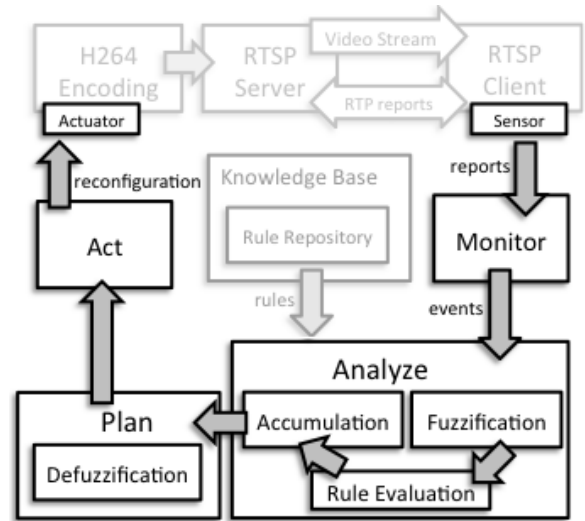 H264
Encoding
RTSP
Server
Video Stream
RTP reports
RTSP
Client
Actuator
Sensor
reconfiguration
reports
Knowledge Base
Rule Repository
Act
Monitor
rules
events
Analyze
Plan
Accumulation
Fuzzification
Defuzzification
Rule Evaluation